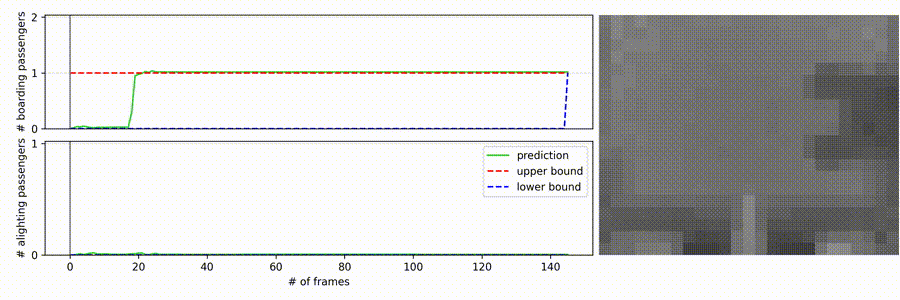 # boarding passengers
2
1
0
# alighting passengers
1
0
prediction
upper bound
lower bound
0 20 40 60 80 100 120 140
# of frames